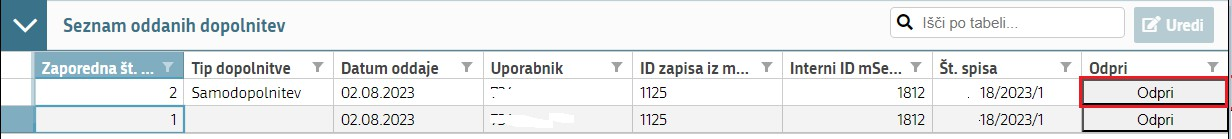 Seznam oddanih dopolnitev Išči po tabeli... Uredi
Zaporedna št. ... Tip dopolnitve Datum oddaje Uporabnik ID zapisa iz m... Interni ID mSe... Št. spisa Odpri
2 Samodopolnitev 02.08.2023 1125 1812 18/2023/1 Odpri
1 02.08.2023 1125 1812 18/2023/1 Odpri